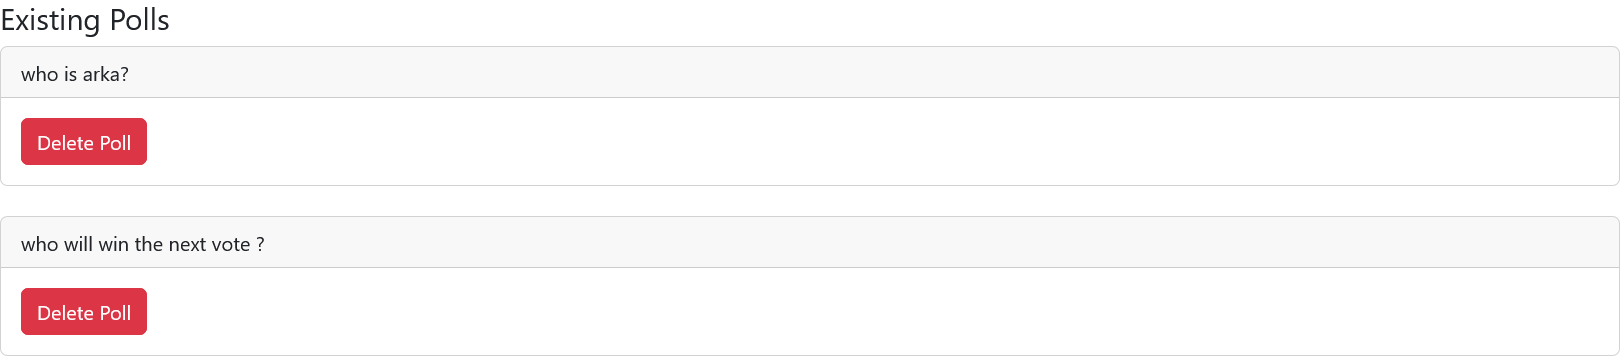 Existing Polls
who is arka?
Delete Poll
who will win the next vote ?
Delete Poll